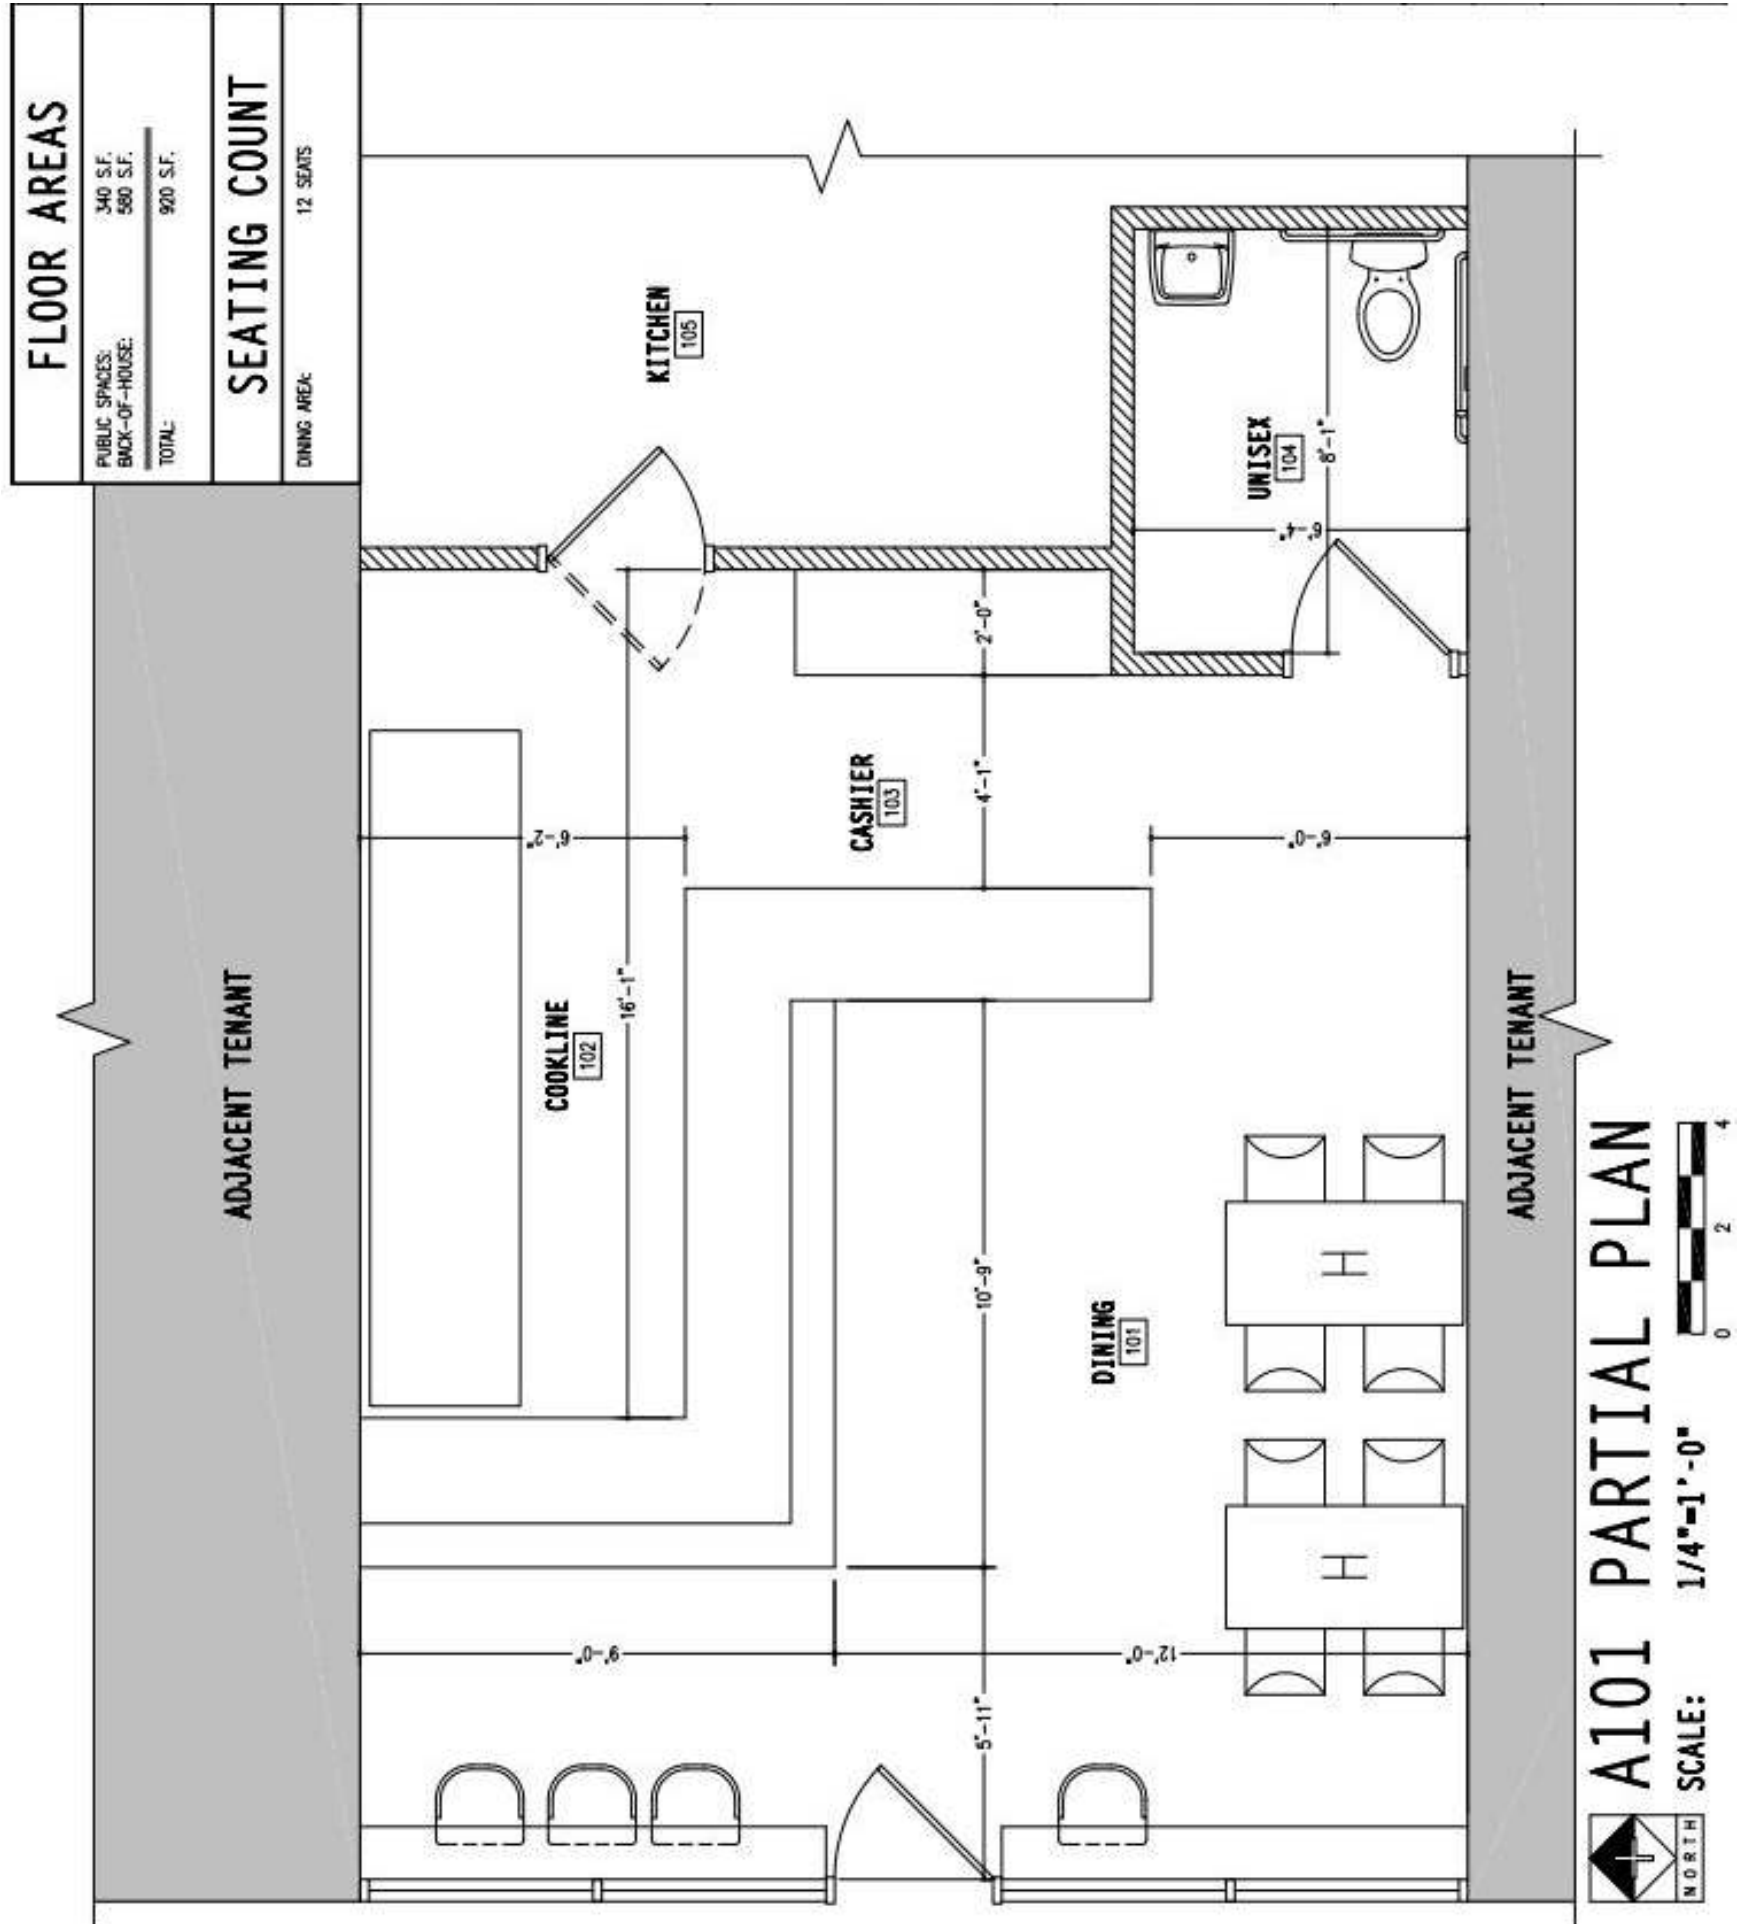 FLOOR AREAS
PUBLIC SPACES: 340 S.F.
BACK-OF-HOUSE: 580 S.F.
TOTAL: 920 S.F.
SEATING COUNT
DINING AREA: 12 SEATS
ADJACENT TENANT
KITCHEN
105
COOKLINE
102
16'-1"
6'-2"
CASHIER
103
2'-0"
4'-1"
10'-9"
5'-11"
UNISEX
104
8'-1"
6'-4"
6'-0"
DINING
101
9'-0"
12'-0"
H
H
ADJACENT TENANT
A101 PARTIAL PLAN
SCALE: 1/4"=1'-0"
0 2 4
NORTH